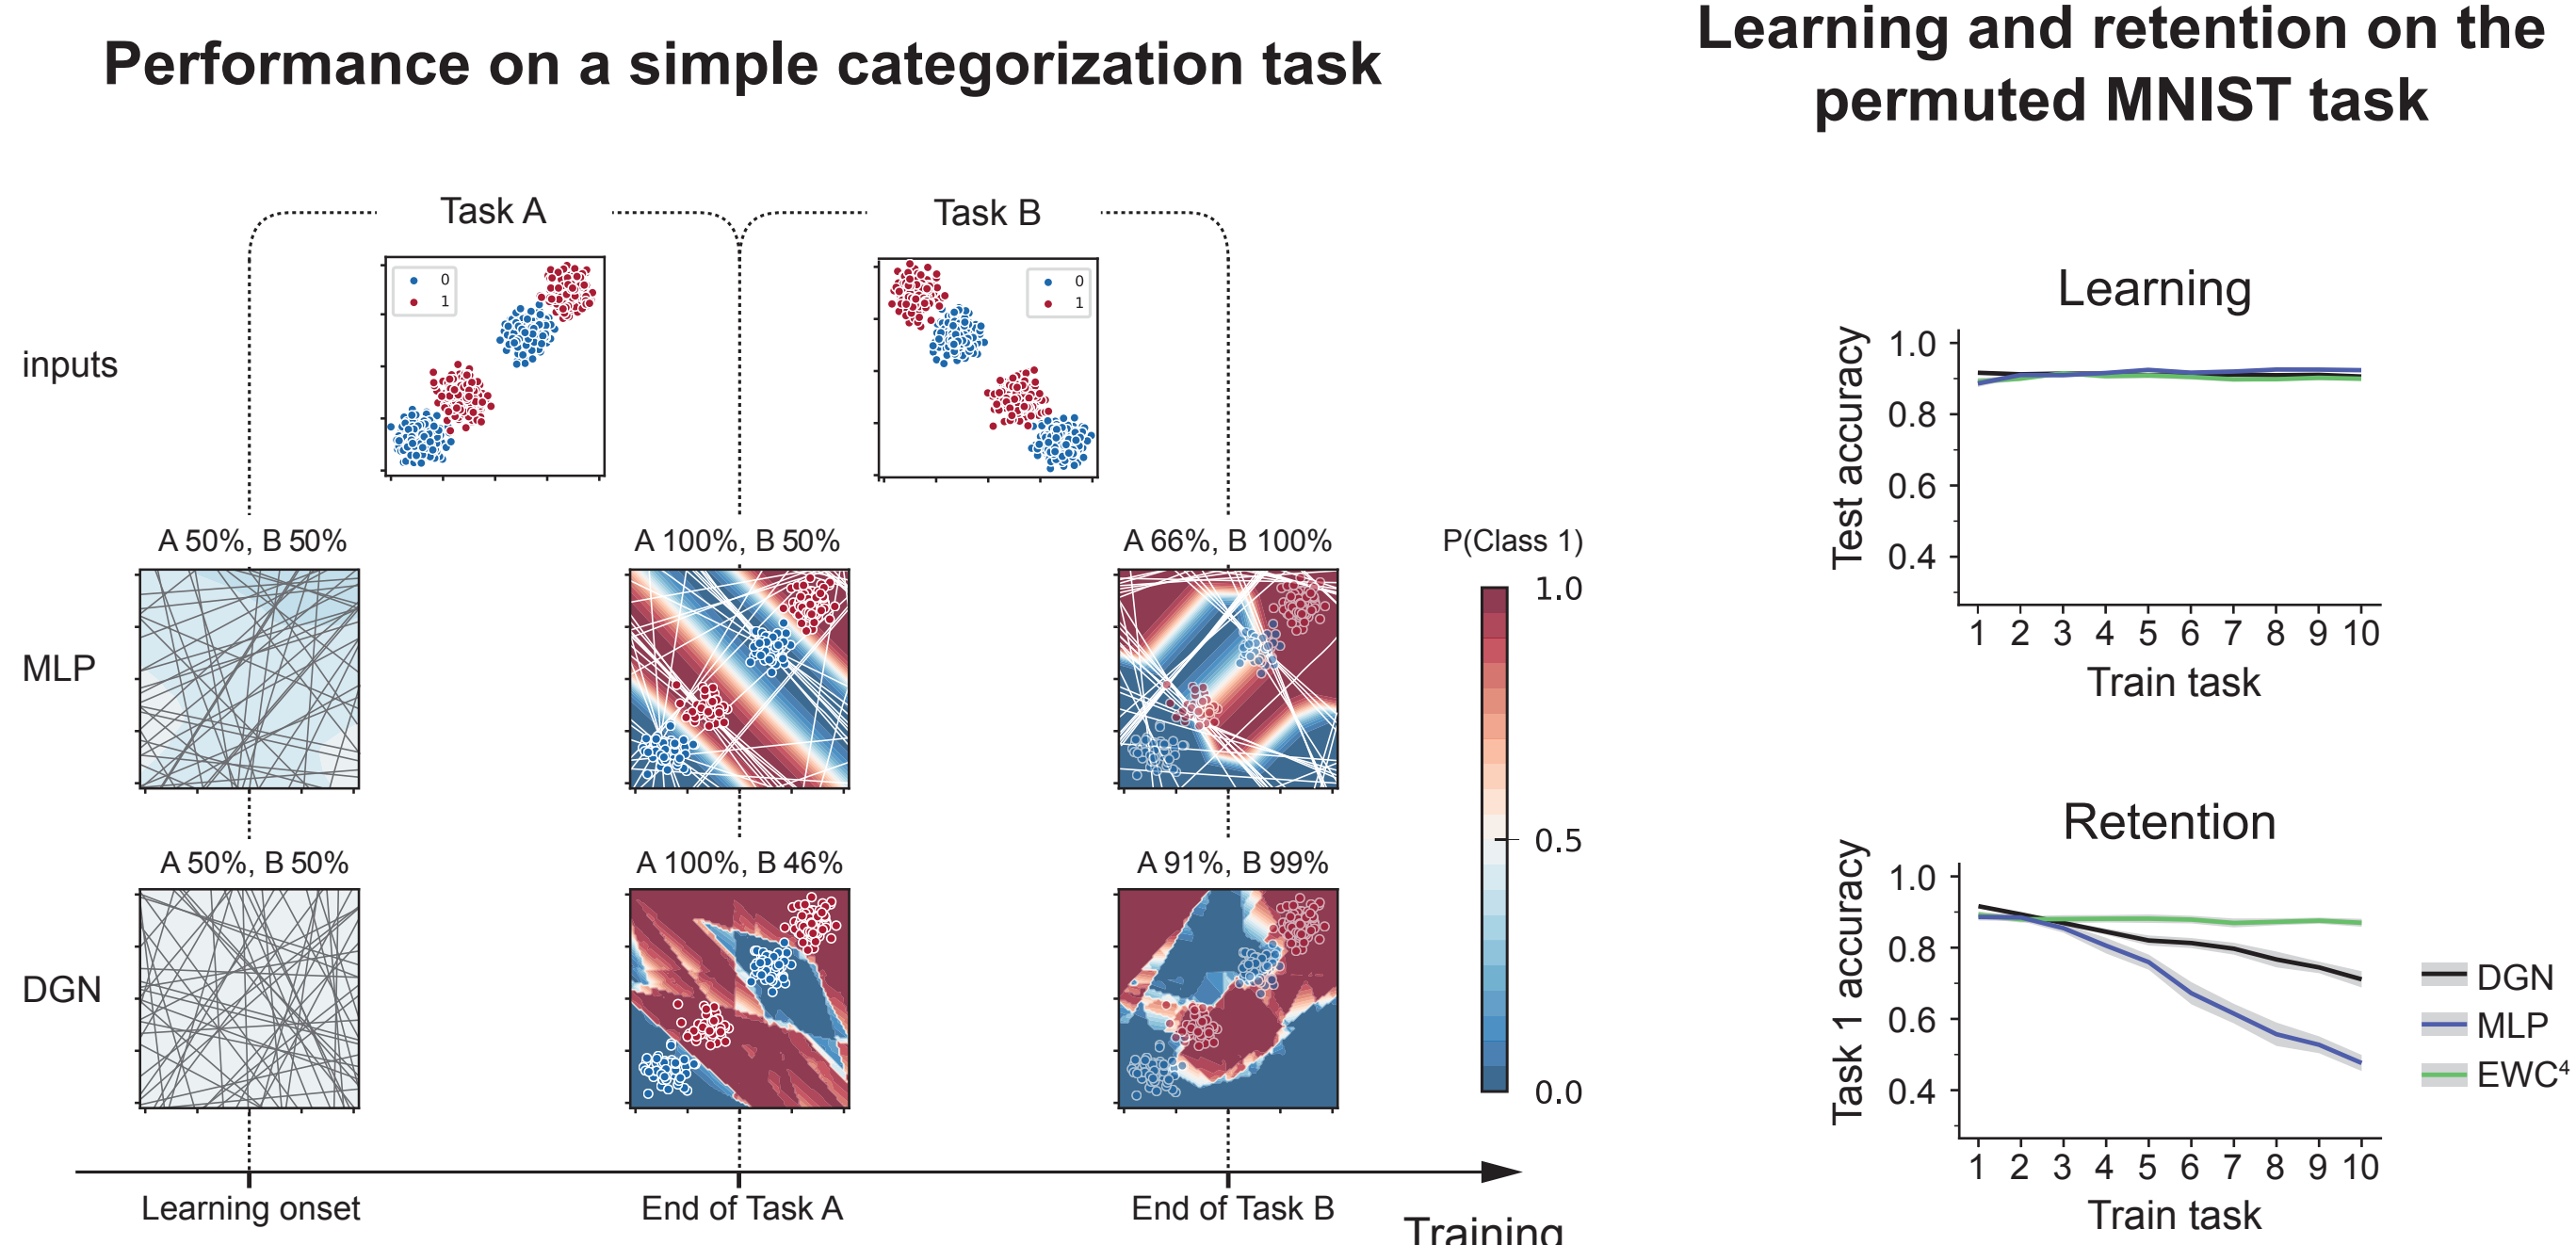 Performance on a simple categorization task
Learning and retention on the
permuted MNIST task
Task A
Task B
0
1
0
1
inputs
A 50%, B 50%
A 100%, B 50%
A 66%, B 100%
P(Class 1)
1.0
0.5
0.0
MLP
A 50%, B 50%
A 100%, B 46%
A 91%, B 99%
DGN
Learning onset
End of Task A
End of Task B
Training
Learning
Test accuracy
1.0
0.8
0.6
0.4
1 2 3 4 5 6 7 8 9 10
Train task
Retention
Task 1 accuracy
1.0
0.8
0.6
0.4
1 2 3 4 5 6 7 8 9 10
Train task
DGN
MLP
EWC⁴